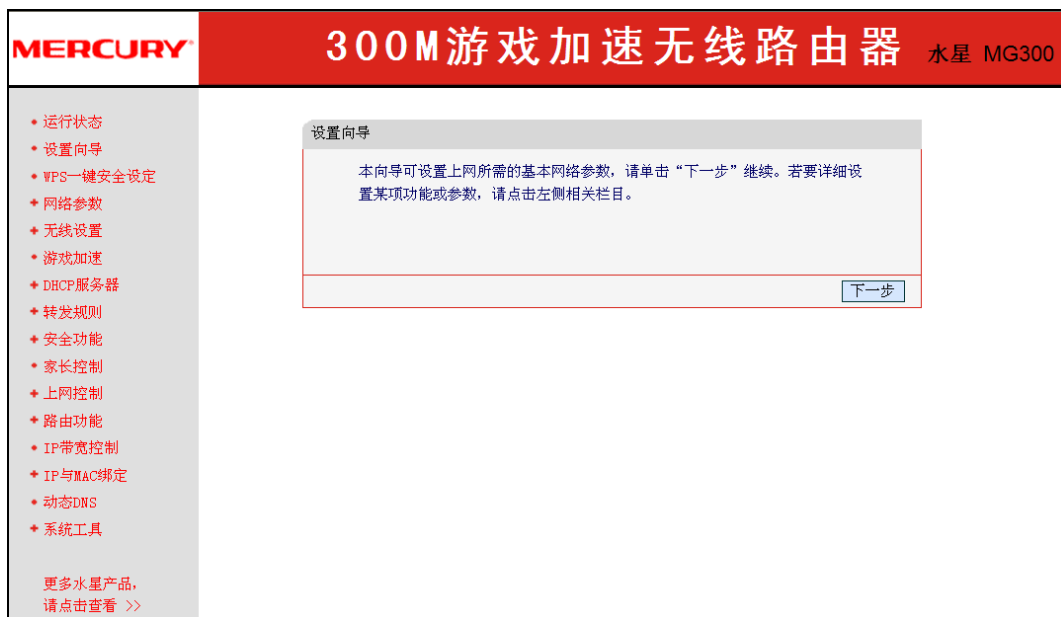 MERCURY
300M游戏加速无线路由器 水星 MG300
运行状态
设置向导
WPS一键安全设定
网络参数
无线设置
游戏加速
DHCP服务器
转发规则
安全功能
家长控制
上网控制
路由功能
IP带宽控制
IP与MAC绑定
动态DNS
系统工具
更多水星产品，
请点击查看 >>
设置向导
本向导可设置上网所需的基本网络参数，请单击“下一步”继续。若要详细设
置某项功能或参数，请点击左侧相关栏目。
下一步